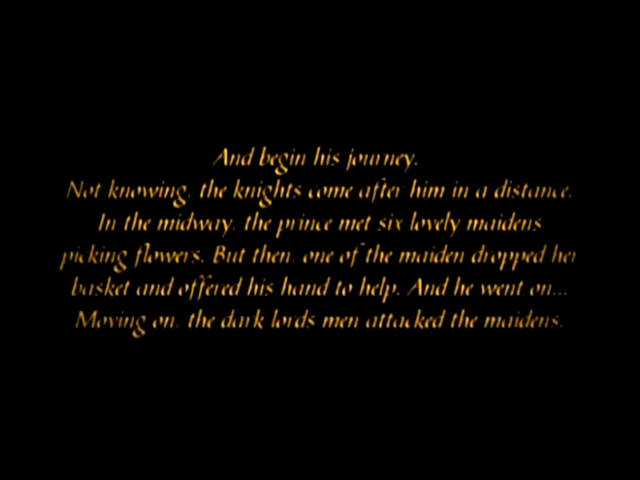 And begin his journey.
Not knowing, the knights come after him in a distance.
In the midway, the prince met six lovely maidens
picking flowers. But then, one of the maiden dropped her
basket and offered his hand to help. And he went on...
Moving on, the dark lords men attacked the maidens.